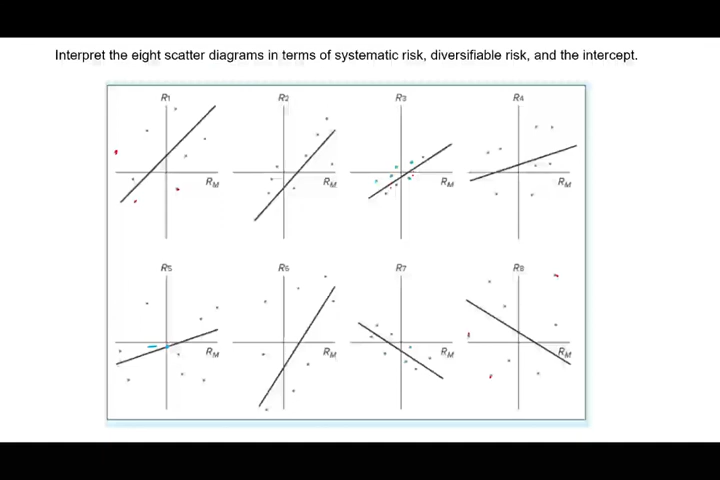 Interpret the eight scatter diagrams in terms of systematic risk, diversifiable risk, and the intercept.
R1 R2 R3 R4
RM RM RM RM
R5 R6 R7 R8
RM RM RM RM